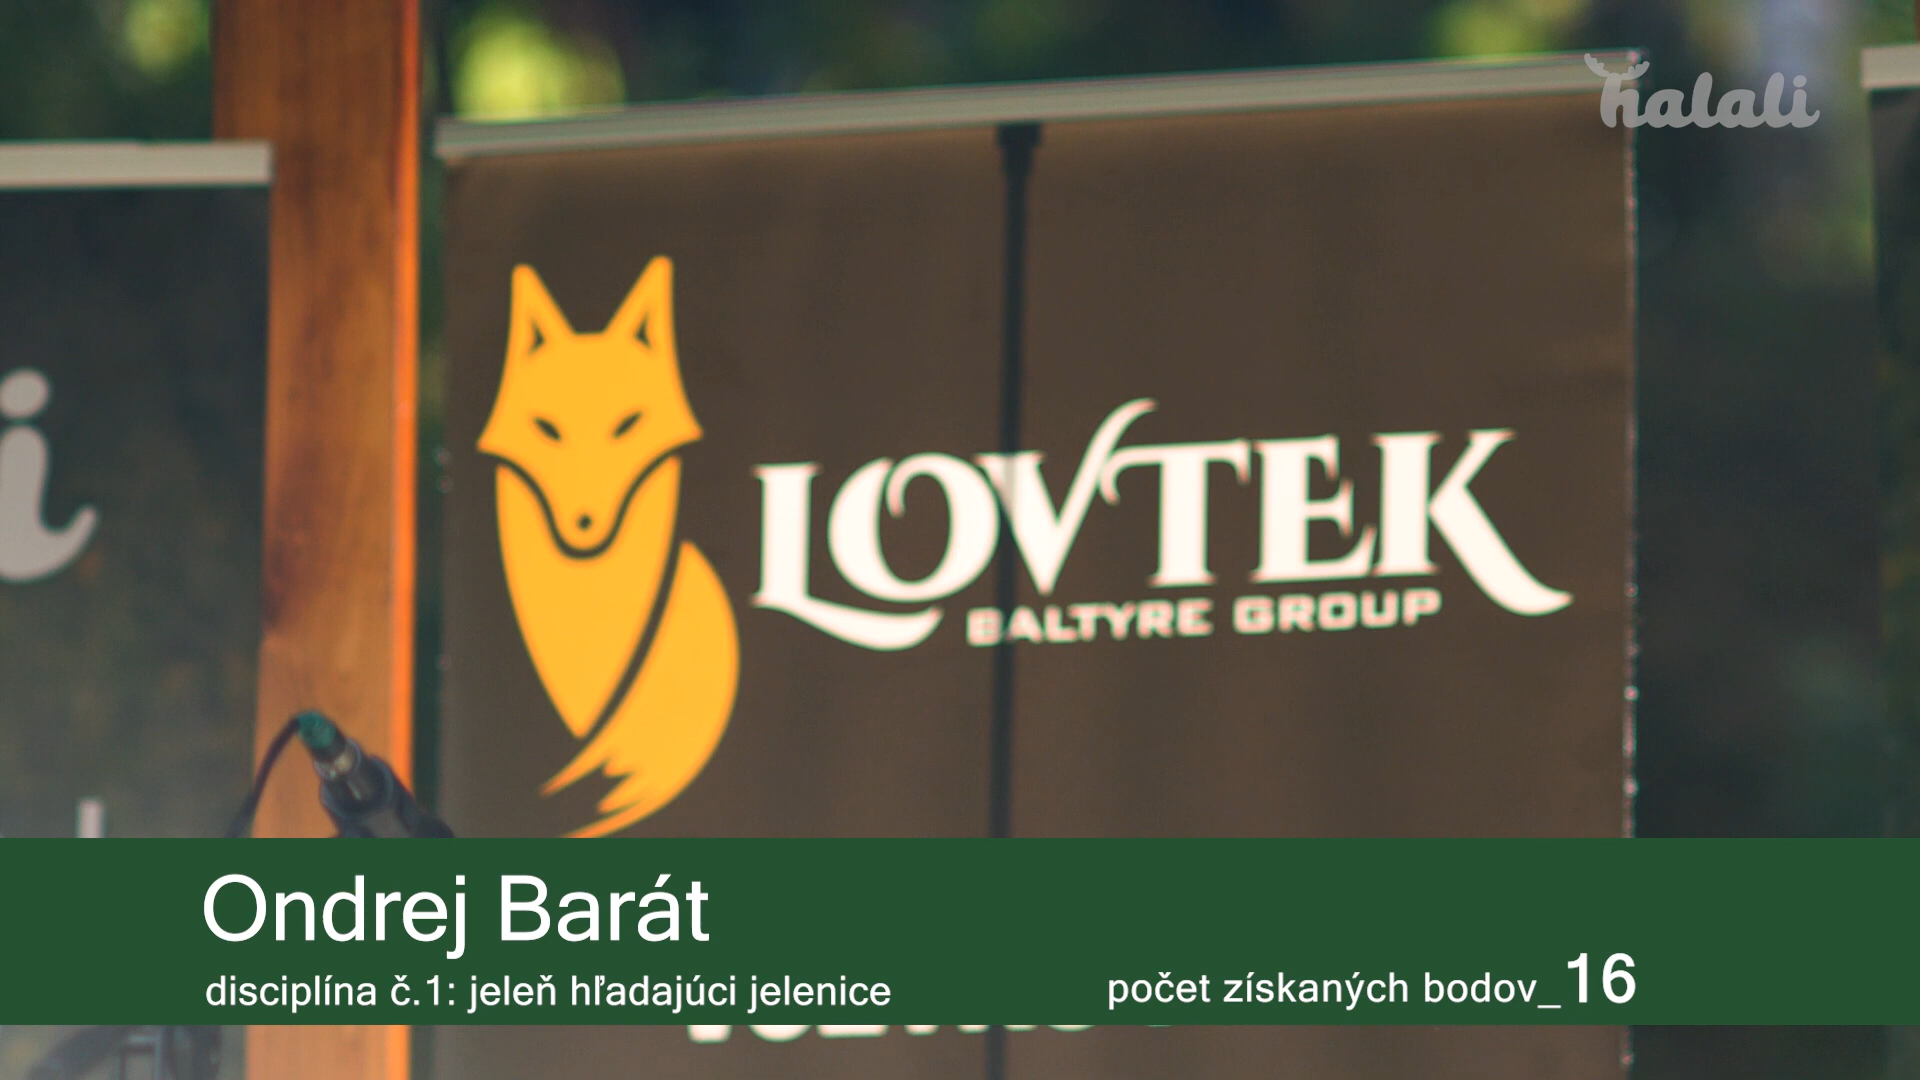 halali
LOVTEK
BALTYRE GROUP
Ondrej Barát
disciplína č.1: jeleň hľadajúci jelenice
počet získaných bodov_16